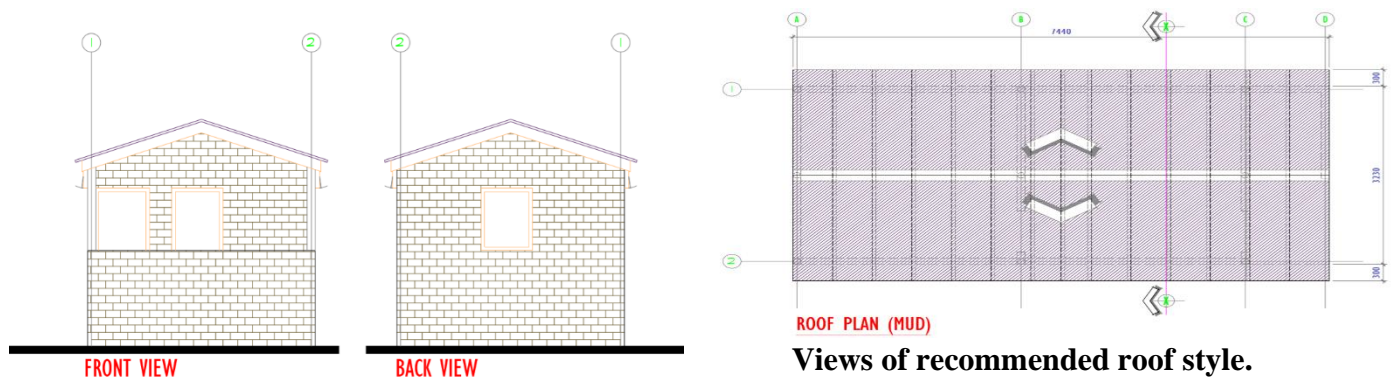 1
2
2
1
FRONT VIEW
BACK VIEW
A
B
X
C
D
7440
1
300
3230
2
300
X
ROOF PLAN (MUD)
Views of recommended roof style.